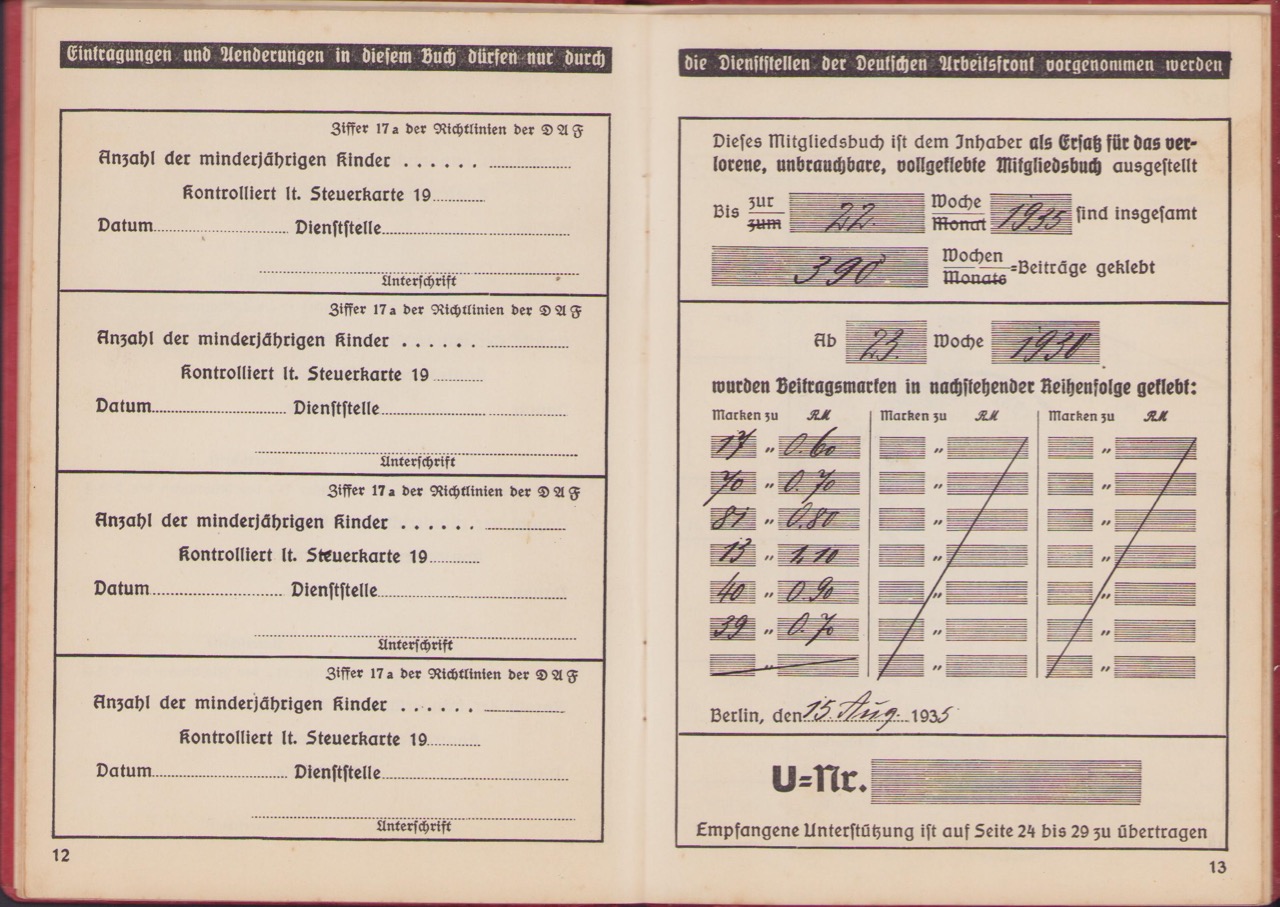 Eintragungen und Aenderungen in diesem Buch dürfen nur durch
Ziffer 17a der Richtlinien der DAF
Anzahl der minderjährigen Kinder . . . . . .
Kontrolliert lt. Steuerkarte 19
Datum Dienststelle
Unterschrift
Ziffer 17a der Richtlinien der DAF
Anzahl der minderjährigen Kinder . . . . . .
Kontrolliert lt. Steuerkarte 19
Datum Dienststelle
Unterschrift
Ziffer 17a der Richtlinien der DAF
Anzahl der minderjährigen Kinder . . . . . .
Kontrolliert lt. Steuerkarte 19
Datum Dienststelle
Unterschrift
Ziffer 17a der Richtlinien der DAF
Anzahl der minderjährigen Kinder . . . . . .
Kontrolliert lt. Steuerkarte 19
Datum Dienststelle
Unterschrift
12
die Dienststellen der Deutschen Arbeitsfront vorgenommen werden
Dieses Mitgliedsbuch ist dem Inhaber als Ersatz für das ver-
lorene, unbrauchbare, vollgeklebte Mitgliedsbuch ausgestellt
Bis zur 22. Woche 1935 sind insgesamt
zum Monat
390 Wochen
Monats=Beiträge geklebt
Ab 23. Woche 1930
wurden Beitragsmarken in nachstehender Reihenfolge geklebt:
Marken zu RM Marken zu RM Marken zu RM
17 „ 0.60 „ „
70 „ 0.70 „ „
81 „ 0.80 „ „
13 „ 1,10 „ „
40 „ 0.90 „ „
39 „ 0.70 „ „
„ „ „
Berlin, den 15. Aug. 1935
U=Nr.
Empfangene Unterstützung ist auf Seite 24 bis 29 zu übertragen
13